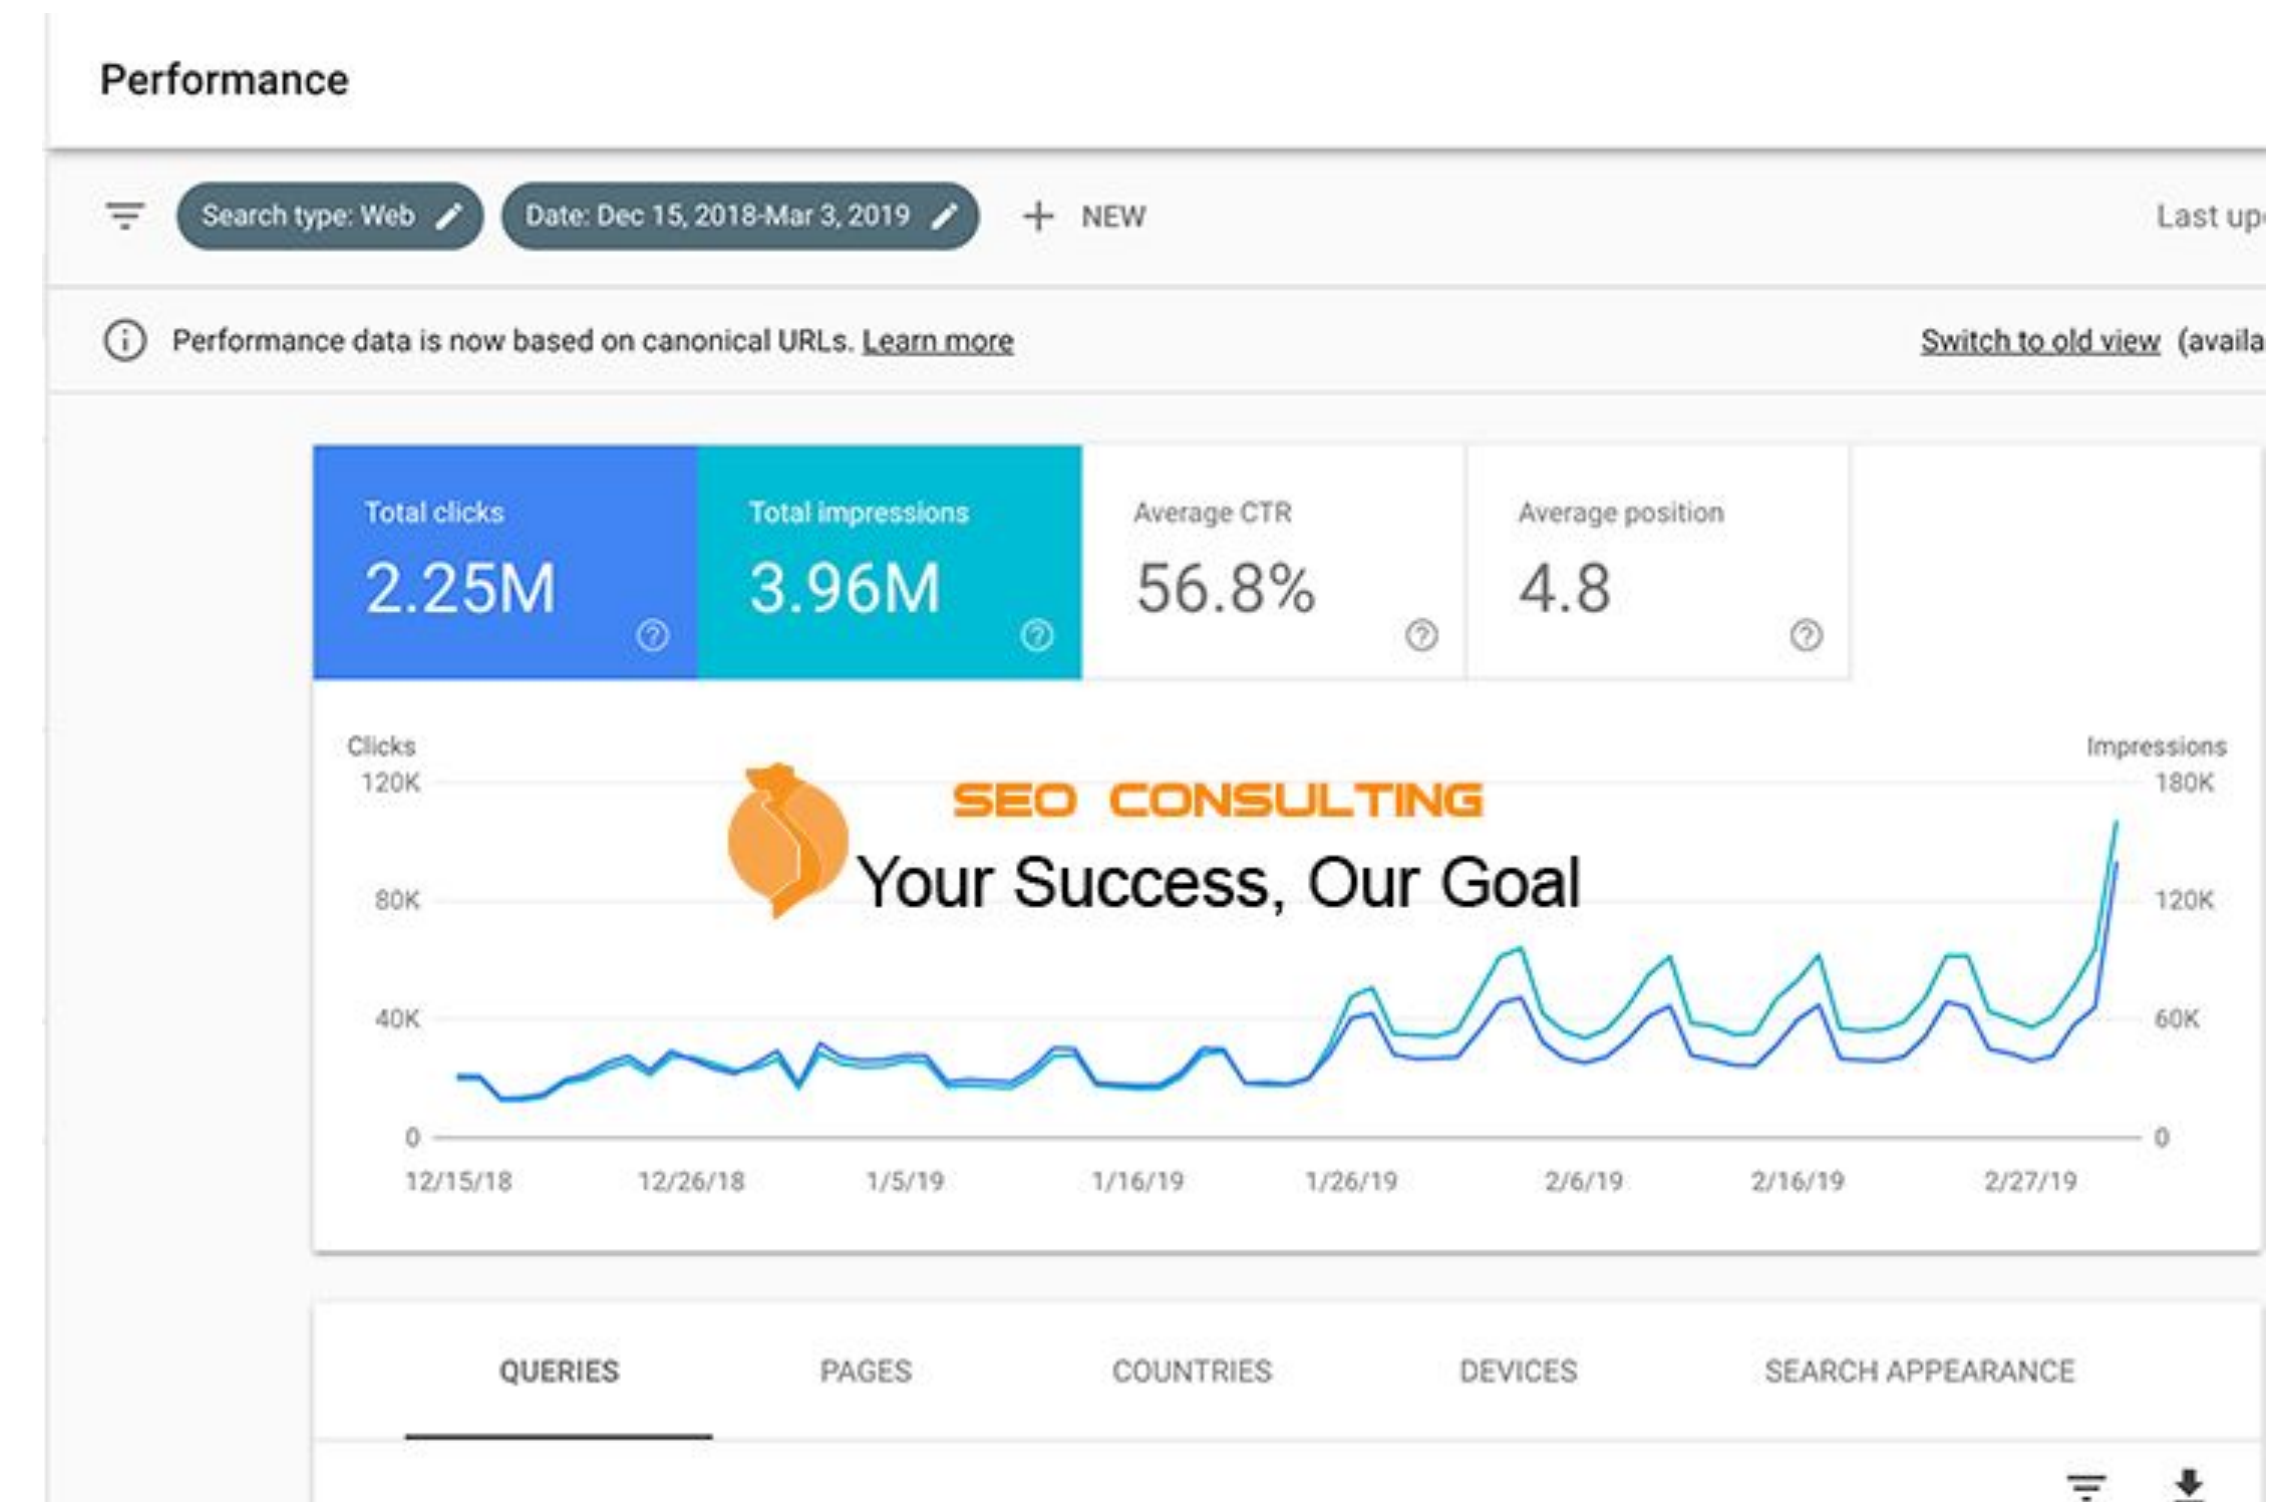 Performance
Search type: Web Date: Dec 15, 2018-Mar 3, 2019 + NEW Last up
Performance data is now based on canonical URLs. Learn more Switch to old view (availa
Total clicks Total impressions Average CTR Average position
2.25M 3.96M 56.8% 4.8
Clicks Impressions
120K 180K
SEO CONSULTING
Your Success, Our Goal
80K 120K
40K 60K
0 0
12/15/18 12/26/18 1/5/19 1/16/19 1/26/19 2/6/19 2/16/19 2/27/19
QUERIES PAGES COUNTRIES DEVICES SEARCH APPEARANCE